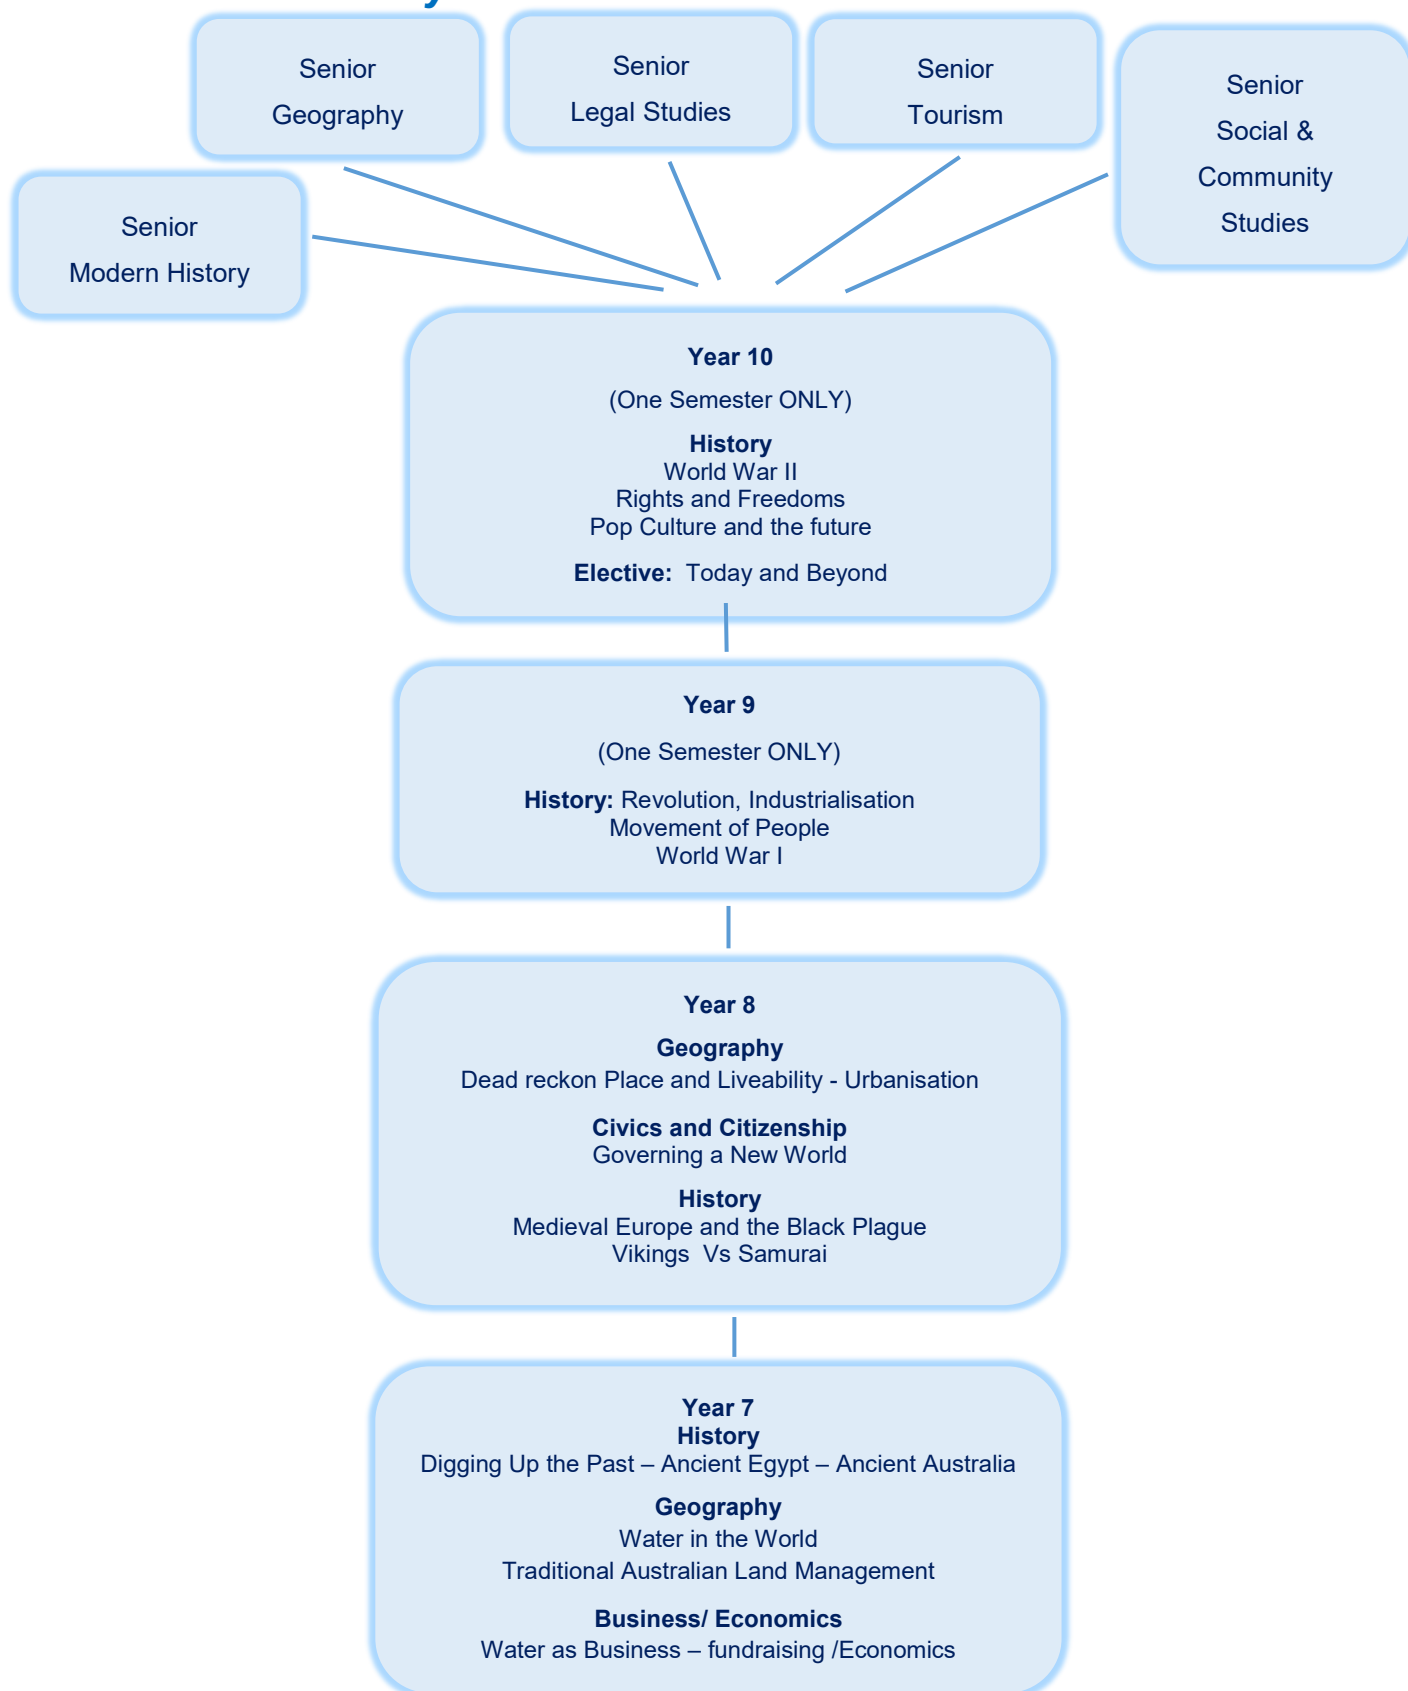 Senior
Geography
Senior
Legal Studies
Senior
Tourism
Senior
Social &
Community
Studies
Senior
Modern History
Year 10
(One Semester ONLY)
History
World War II
Rights and Freedoms
Pop Culture and the future
Elective:  Today and Beyond
Year 9
(One Semester ONLY)
History: Revolution, Industrialisation
Movement of People
World War I
Year 8
Geography
Dead reckon Place and Liveability - Urbanisation
Civics and Citizenship
Governing a New World
History
Medieval Europe and the Black Plague
Vikings  Vs Samurai
Year 7
History
Digging Up the Past – Ancient Egypt – Ancient Australia
Geography
Water in the World
Traditional Australian Land Management
Business/ Economics
Water as Business – fundraising /Economics